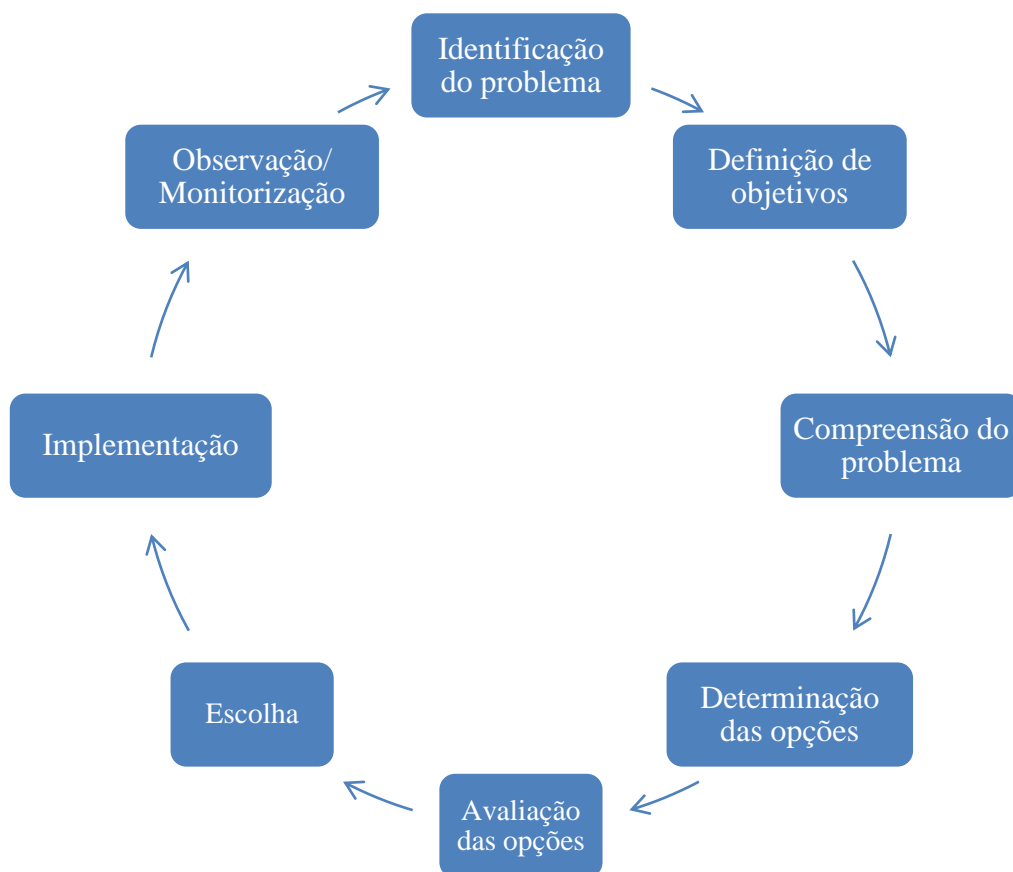 Identificação
do problema
Definição de
objetivos
Compreensão do
problema
Determinação
das opções
Avaliação
das opções
Escolha
Implementação
Observação/
Monitorização